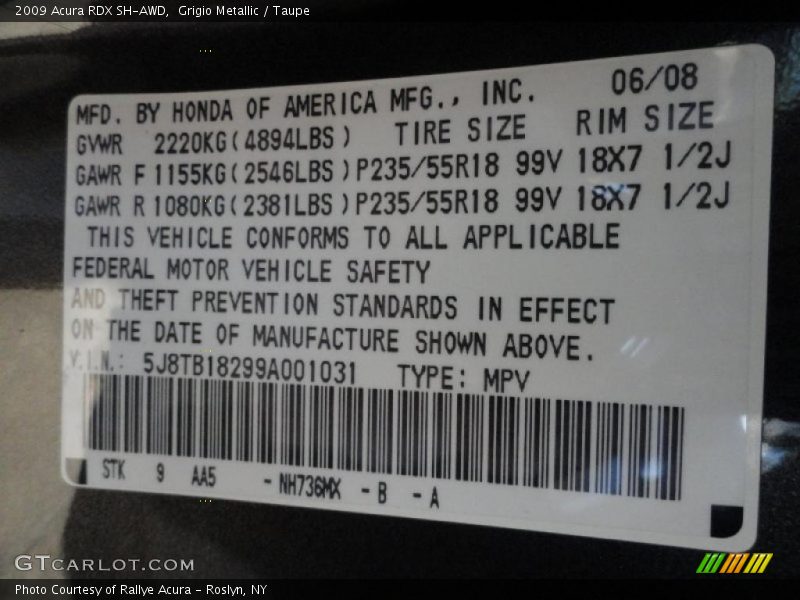 2009 Acura RDX SH-AWD,  Grigio Metallic / Taupe
MFD. BY HONDA OF AMERICA MFG., INC. 06/08
GVWR 2220KG(4894LBS) TIRE SIZE RIM SIZE
GAWR F 1155KG(2546LBS) P235/55R18 99V 18X7 1/2J
GAWR R 1080KG(2381LBS) P235/55R18 99V 18X7 1/2J
THIS VEHICLE CONFORMS TO ALL APPLICABLE
FEDERAL MOTOR VEHICLE SAFETY
AND THEFT PREVENTION STANDARDS IN EFFECT
ON THE DATE OF MANUFACTURE SHOWN ABOVE.
V.I.N.: 5J8TB18299A001031 TYPE: MPV
STK 9 AA5 -NH736MX -B -A
GTCARLOT.COM
Photo Courtesy of Rallye Acura - Roslyn, NY